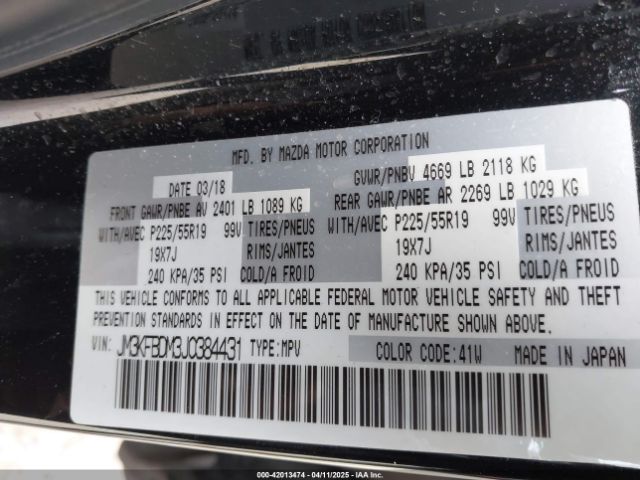 MFD. BY MAZDA MOTOR CORPORATION
DATE 03/18 GVWR/PNBV 4669 LB 2118 KG
FRONT GAWR/PNBE AV 2401 LB 1089 KG REAR GAWR/PNBE AR 2269 LB 1029 KG
WITH/AVEC P225/55R19 99V TIRES/PNEUS WITH/AVEC P225/55R19 99V TIRES/PNEUS
19X7J RIMS/JANTES 19X7J RIMS/JANTES
240 KPA/35 PSI COLD/A FROID 240 KPA/35 PSI COLD/A FROID
THIS VEHICLE CONFORMS TO ALL APPLICABLE FEDERAL MOTOR VEHICLE SAFETY AND THEFT
PREVENTION STANDARDS IN EFFECT ON THE DATE OF MANUFACTURE SHOWN ABOVE.
VIN: JM3KFBDM3J0384431 TYPE:MPV COLOR CODE:41W MADE IN JAPAN
000-42013474 - 04/11/2025 - IAA Inc.